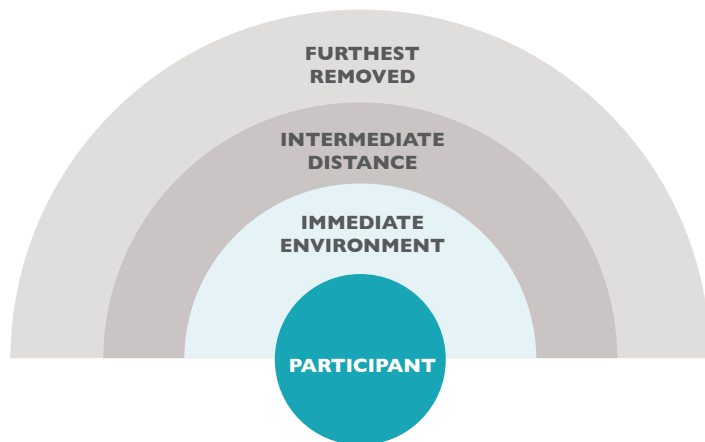 FURTHEST
REMOVED
INTERMEDIATE
DISTANCE
IMMEDIATE
ENVIRONMENT
PARTICIPANT